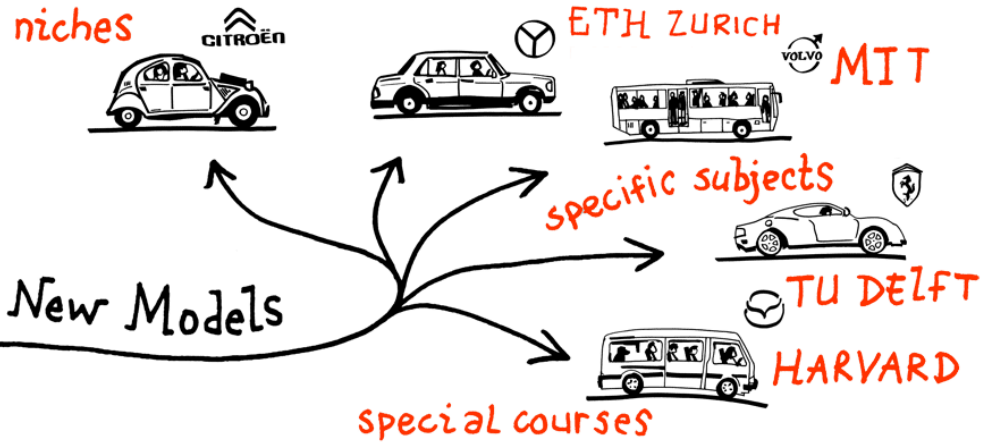 niches
CITROËN
ETH ZURICH
VOLVO
MIT
specific subjects
New Models
TU DELFT
HARVARD
special courses